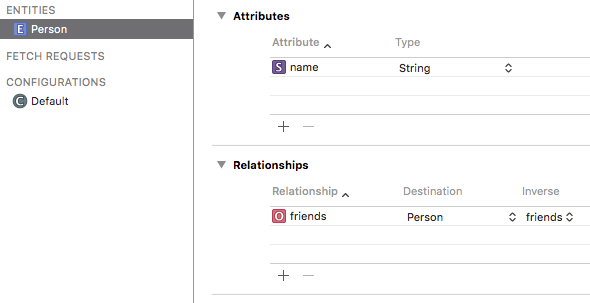 ENTITIES
E Person
FETCH REQUESTS
CONFIGURATIONS
C Default
Attributes
Attribute Type
S name String
+ −
Relationships
Relationship Destination Inverse
O friends Person friends
+ −